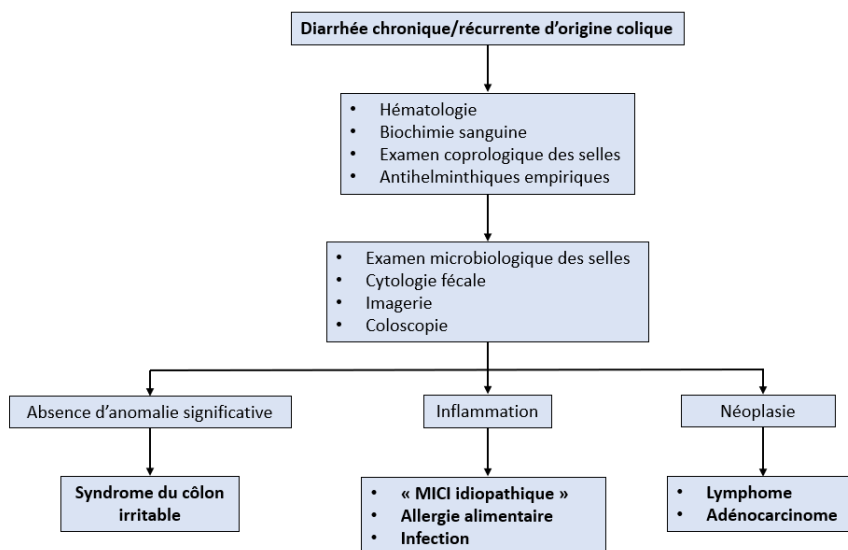 Diarrhée chronique/récurrente d’origine colique
• Hématologie
• Biochimie sanguine
• Examen coprologique des selles
• Antihelminthiques empiriques
• Examen microbiologique des selles
• Cytologie fécale
• Imagerie
• Coloscopie
Absence d’anomalie significative
Inflammation
Néoplasie
Syndrome du côlon
irritable
• « MICI idiopathique »
• Allergie alimentaire
• Infection
• Lymphome
• Adénocarcinome